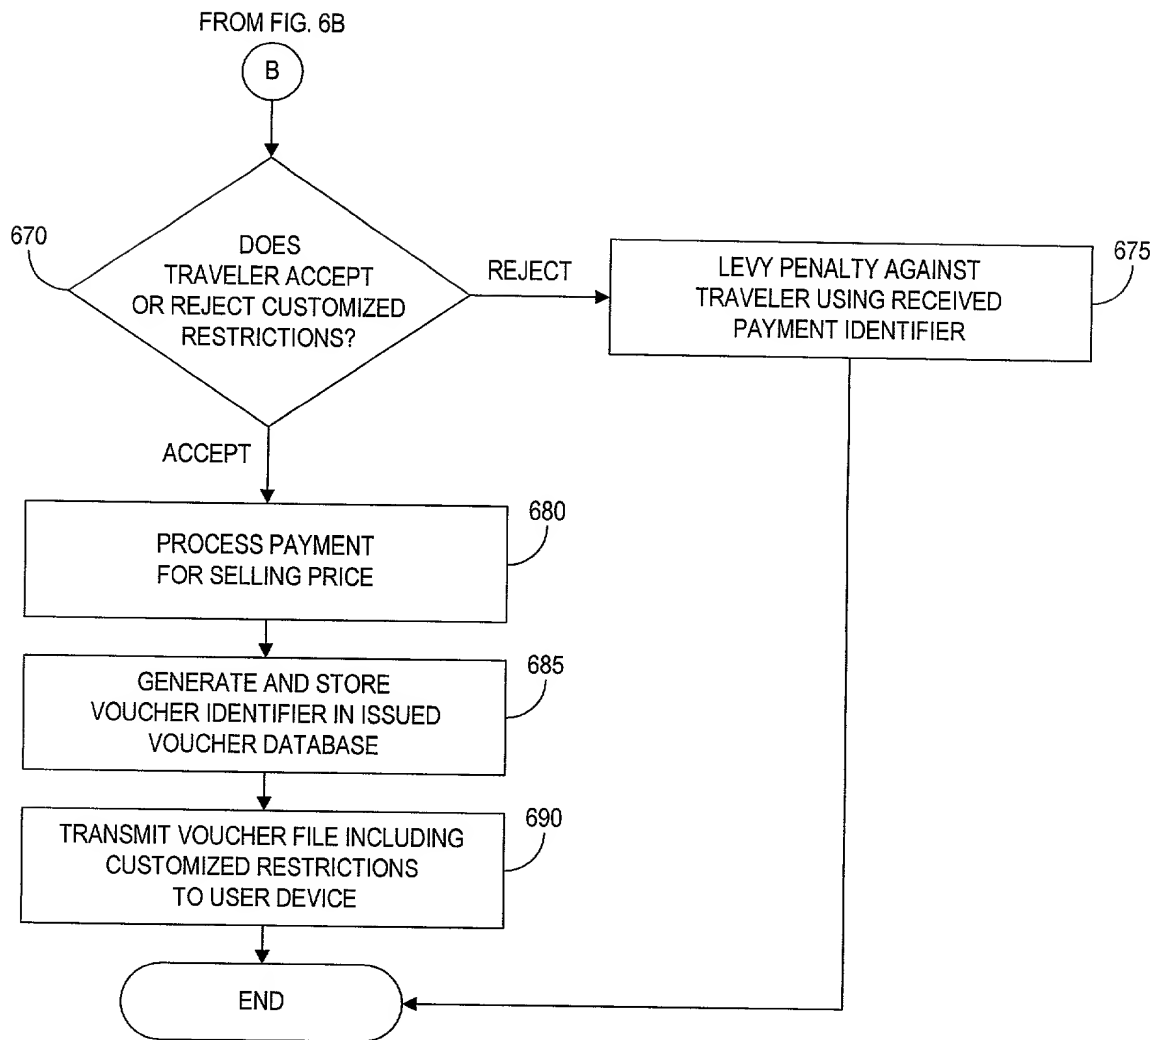 FROM FIG. 6B
B
670
DOES
TRAVELER ACCEPT
OR REJECT CUSTOMIZED
RESTRICTIONS?
REJECT
675
LEVY PENALTY AGAINST
TRAVELER USING RECEIVED
PAYMENT IDENTIFIER
ACCEPT
680
PROCESS PAYMENT
FOR SELLING PRICE
685
GENERATE AND STORE
VOUCHER IDENTIFIER IN ISSUED
VOUCHER DATABASE
690
TRANSMIT VOUCHER FILE INCLUDING
CUSTOMIZED RESTRICTIONS
TO USER DEVICE
END